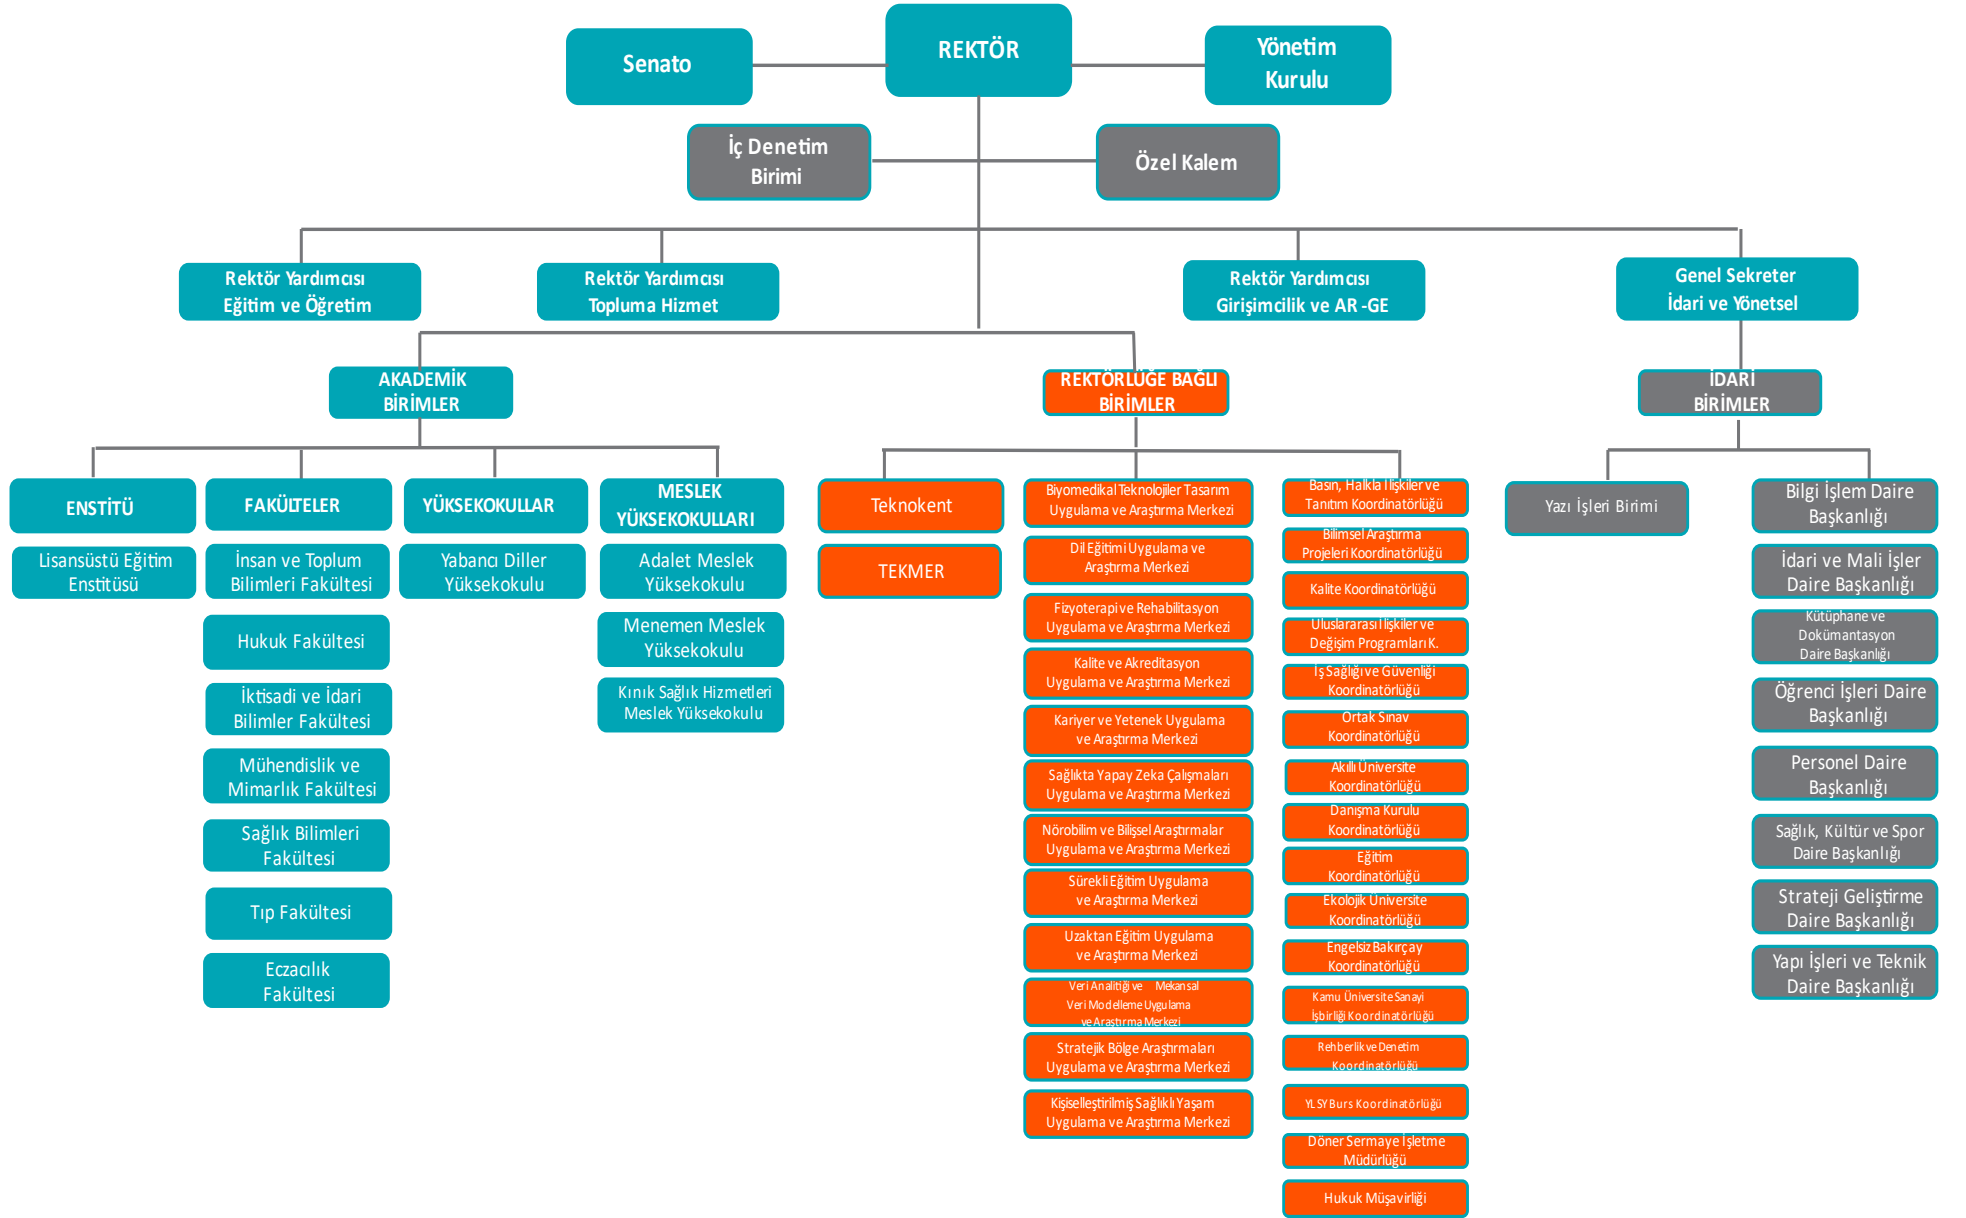 Senato
REKTÖR
Yönetim
Kurulu
İç Denetim
Birimi
Özel Kalem
Rektör Yardımcısı
Eğitim ve Öğretim
Rektör Yardımcısı
Topluma Hizmet
Rektör Yardımcısı
Girişimcilik ve AR -GE
Genel Sekreter
İdari ve Yönetsel
AKADEMİK
BİRİMLER
REKTÖRLÜĞE BAĞLI
BİRİMLER
İDARİ
BİRİMLER
ENSTİTÜ
Lisansüstü Eğitim
Enstitüsü
FAKÜLTELER
İnsan ve Toplum
Bilimleri Fakültesi
Hukuk Fakültesi
İktisadi ve İdari
Bilimler Fakültesi
Mühendislik ve
Mimarlık Fakültesi
Sağlık Bilimleri
Fakültesi
Tıp Fakültesi
Eczacılık
Fakültesi
YÜKSEKOKULLAR
Yabancı Diller
Yüksekokulu
MESLEK
YÜKSEKOKULLARI
Adalet Meslek
Yüksekokulu
Menemen Meslek
Yüksekokulu
Kınık Sağlık Hizmetleri
Meslek Yüksekokulu
Teknokent
TEKMER
Biyomedikal Teknolojiler Tasarım
Uygulama ve Araştırma Merkezi
Dil Eğitimi Uygulama ve
Araştırma Merkezi
Fizyoterapi ve Rehabilitasyon
Uygulama ve Araştırma Merkezi
Kalite ve Akreditasyon
Uygulama ve Araştırma Merkezi
Kariyer ve Yetenek Uygulama
ve Araştırma Merkezi
Sağlıkta Yapay Zeka Çalışmaları
Uygulama ve Araştırma Merkezi
Nörobilim ve Bilişsel Araştırmalar
Uygulama ve Araştırma Merkezi
Sürekli Eğitim Uygulama
ve Araştırma Merkezi
Uzaktan Eğitim Uygulama
ve Araştırma Merkezi
Veri Analitiği ve Mekansal
Veri Modelleme Uygulama
ve Araştırma Merkezi
Stratejik Bölge Araştırmaları
Uygulama ve Araştırma Merkezi
Kişiselleştirilmiş Sağlıklı Yaşam
Uygulama ve Araştırma Merkezi
Basın, Halkla İlişkiler ve
Tanıtım Koordinatörlüğü
Bilimsel Araştırma
Projeleri Koordinatörlüğü
Kalite Koordinatörlüğü
Uluslararası İlişkiler ve
Değişim Programları K.
İş Sağlığı ve Güvenliği
Koordinatörlüğü
Ortak Sınav
Koordinatörlüğü
Akıllı Üniversite
Koordinatörlüğü
Danışma Kurulu
Koordinatörlüğü
Eğitim
Koordinatörlüğü
Ekolojik Üniversite
Koordinatörlüğü
Engelsiz Bakırçay
Koordinatörlüğü
Kamu Üniversite Sanayi
İşbirliği Koordinatörlüğü
Rehberlik ve Denetim
Koordinatörlüğü
YLSY Burs Koordinatörlüğü
Döner Sermaye İşletme
Müdürlüğü
Hukuk Müşavirliği
Yazı İşleri Birimi
Bilgi İşlem Daire
Başkanlığı
İdari ve Mali İşler
Daire Başkanlığı
Kütüphane ve
Dokümantasyon
Daire Başkanlığı
Öğrenci İşleri Daire
Başkanlığı
Personel Daire
Başkanlığı
Sağlık, Kültür ve Spor
Daire Başkanlığı
Strateji Geliştirme
Daire Başkanlığı
Yapı İşleri ve Teknik
Daire Başkanlığı